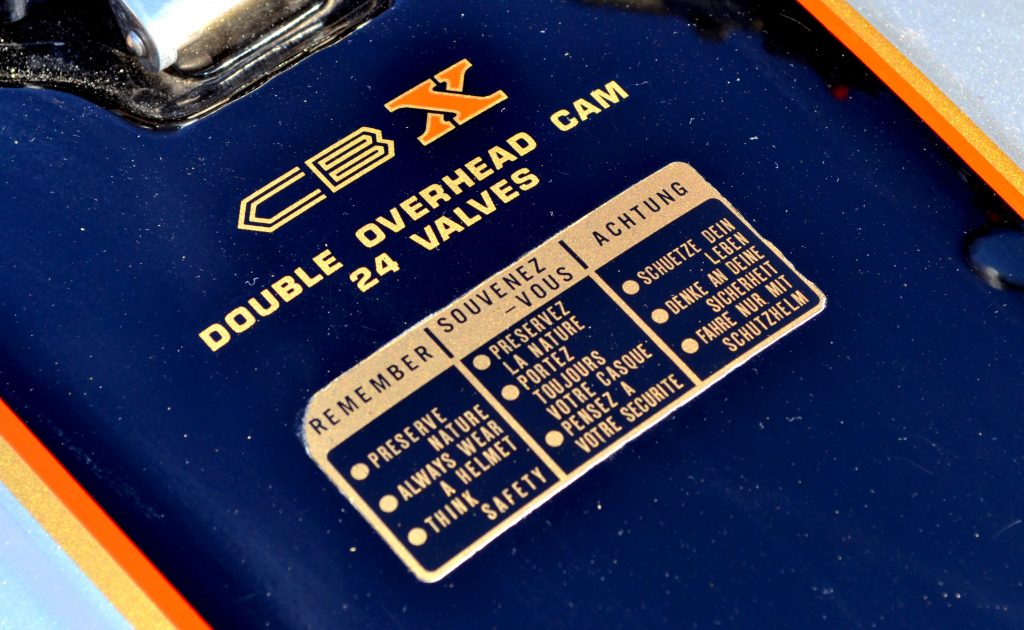 CBX
DOUBLE OVERHEAD CAM
24 VALVES
REMEMBER
● PRESERVE
NATURE
● ALWAYS WEAR
A HELMET
● THINK
SAFETY
SOUVENEZ
-VOUS
● PRESERVEZ
LA NATURE
● PORTEZ
TOUJOURS
VOTRE CASQUE
● PENSEZ A
VOTRE SECURITE
ACHTUNG
● SCHUETZE DEIN
LEBEN
● DENKE AN DEINE
SICHERHEIT
● FAHRE NUR MIT
SCHUTZHELM